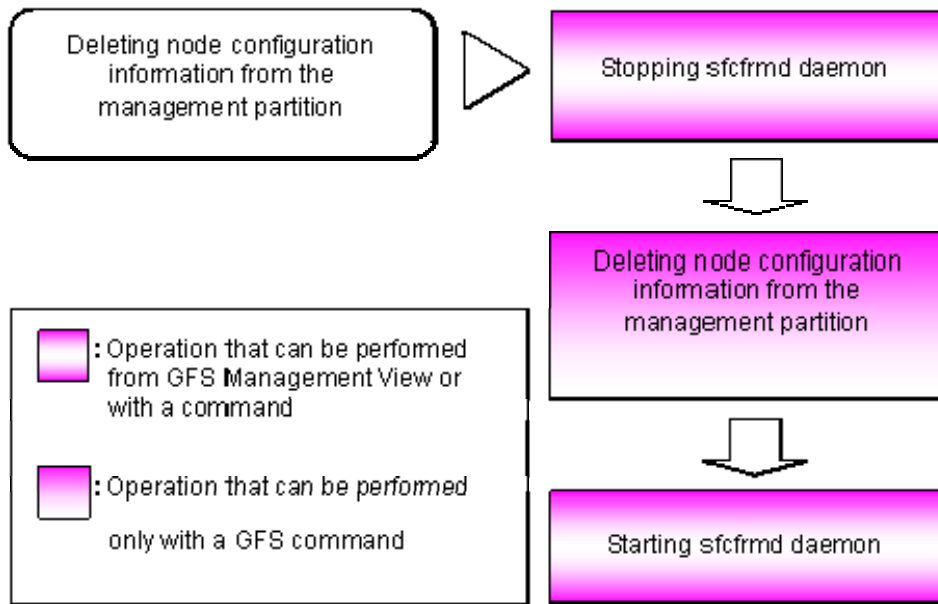 Deleting node configuration
information from the
management partition
Stopping sfcfrmd daemon
Deleting node configuration
information from the
management partition
Starting sfcfrmd daemon
: Operation that can be performed
from GFS Management View or
with a command
: Operation that can be performed
only with a GFS command